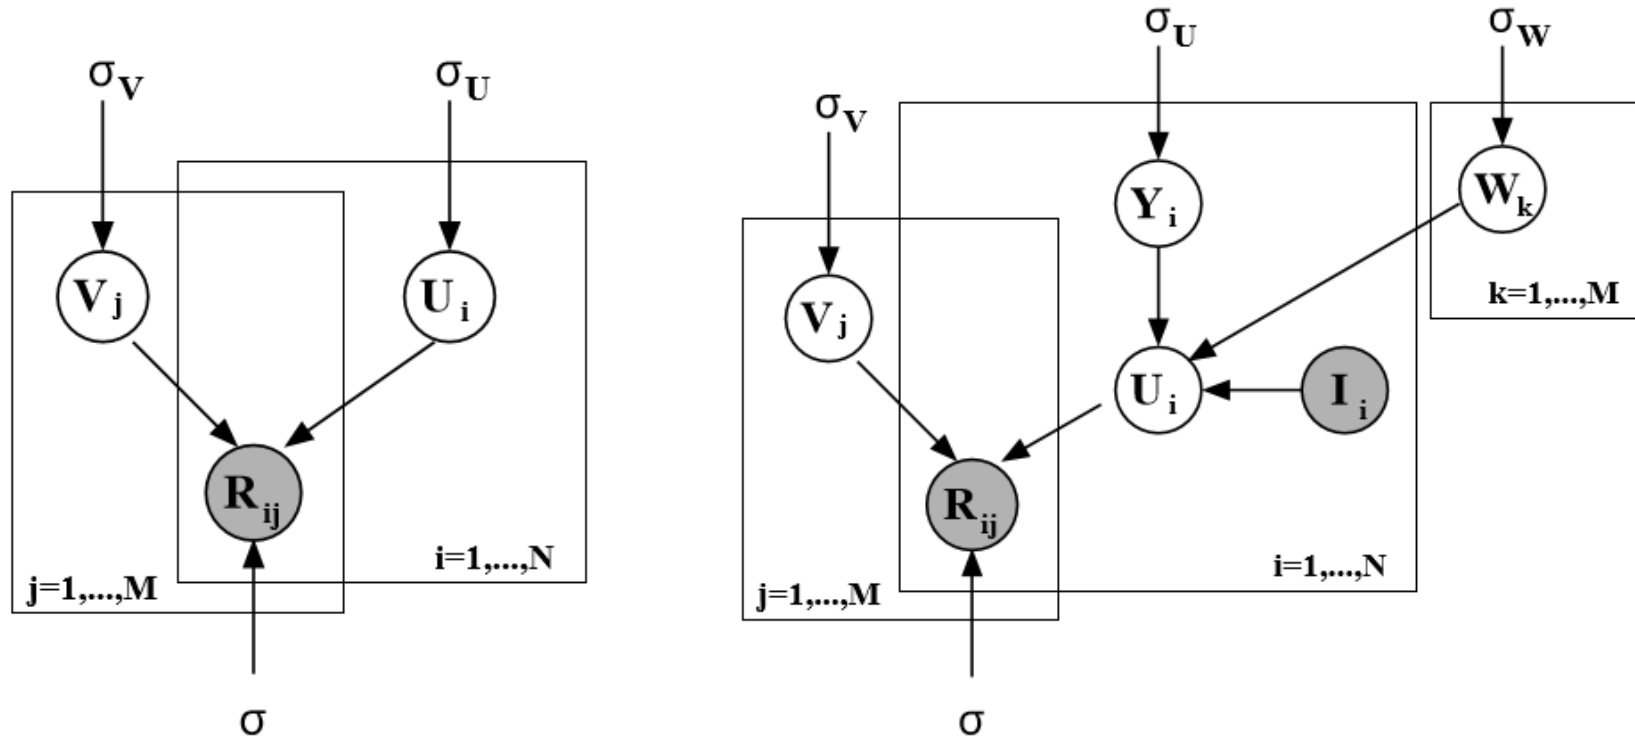 σV
σU
Vj
Ui
Rij
i=1,...,N
j=1,...,M
σ
σU
σW
σV
Yi
Wk
k=1,...,M
Vj
Ui
Ii
Rij
i=1,...,N
j=1,...,M
σ